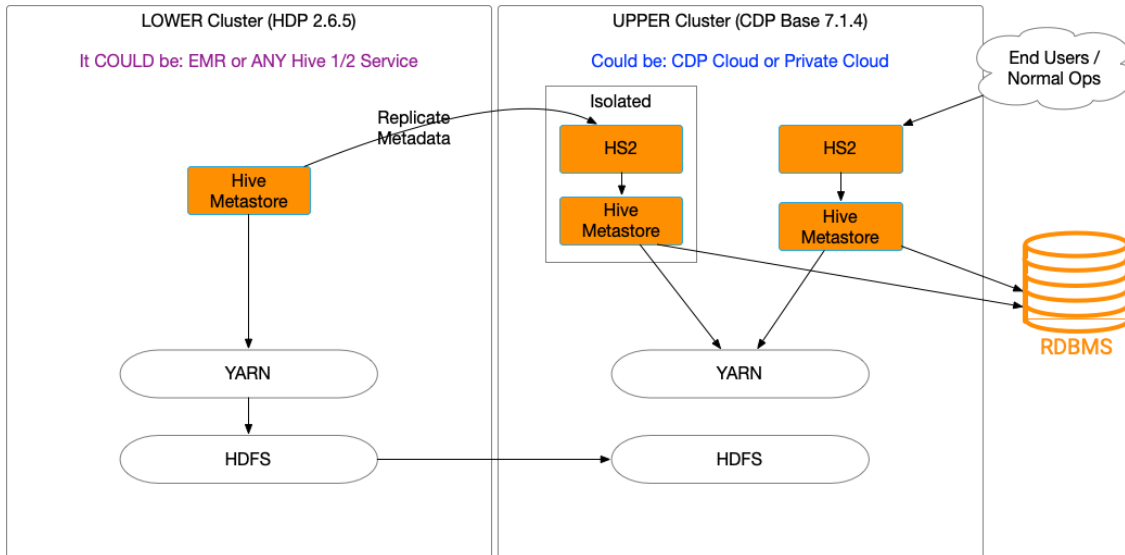 LOWER Cluster (HDP 2.6.5)
It COULD be: EMR or ANY Hive 1/2 Service
Replicate
Metadata
Hive
Metastore
YARN
HDFS
UPPER Cluster (CDP Base 7.1.4)
Could be: CDP Cloud or Private Cloud
Isolated
HS2
Hive
Metastore
HS2
Hive
Metastore
YARN
HDFS
End Users /
Normal Ops
RDBMS